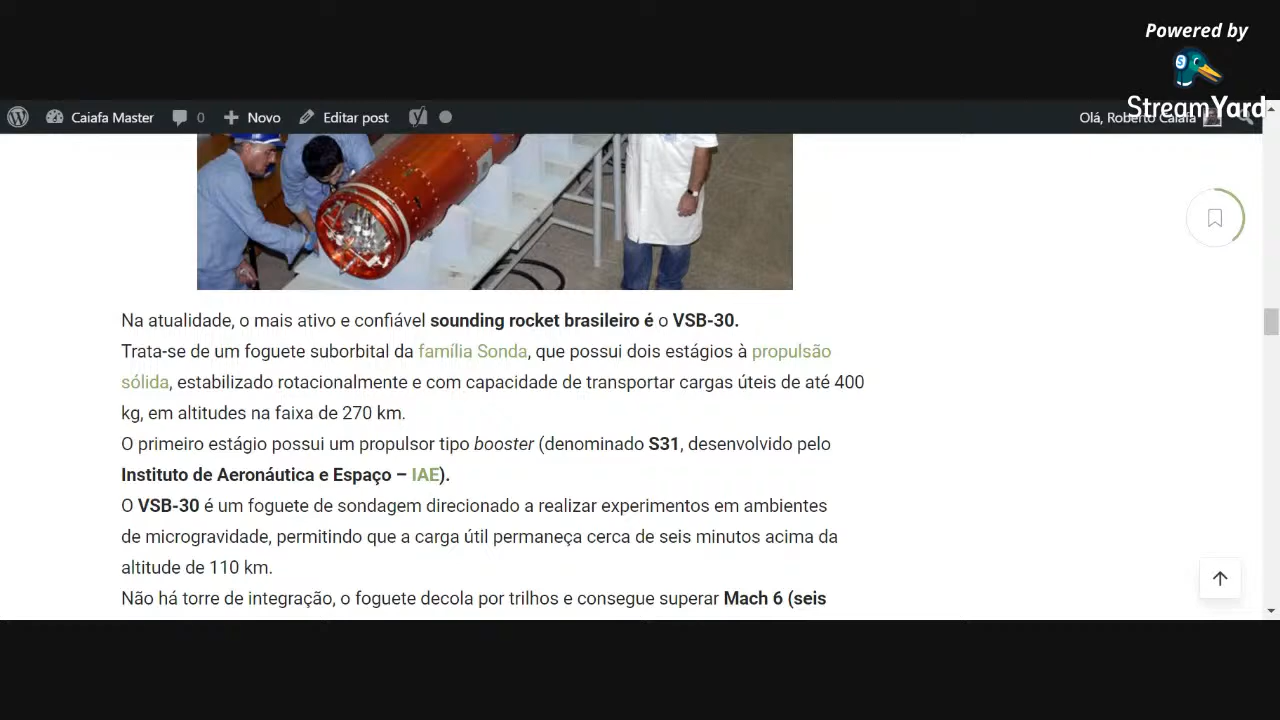 Powered by
StreamYard
Caiafa Master
0
Novo
Editar post
Olá, Roberto Caiafa
Na atualidade, o mais ativo e confiável sounding rocket brasileiro é o VSB-30.
Trata-se de um foguete suborbital da família Sonda, que possui dois estágios à propulsão
sólida, estabilizado rotacionalmente e com capacidade de transportar cargas úteis de até 400
kg, em altitudes na faixa de 270 km.
O primeiro estágio possui um propulsor tipo booster (denominado S31, desenvolvido pelo
Instituto de Aeronáutica e Espaço – IAE).
O VSB-30 é um foguete de sondagem direcionado a realizar experimentos em ambientes
de microgravidade, permitindo que a carga útil permaneça cerca de seis minutos acima da
altitude de 110 km.
Não há torre de integração, o foguete decola por trilhos e consegue superar Mach 6 (seis